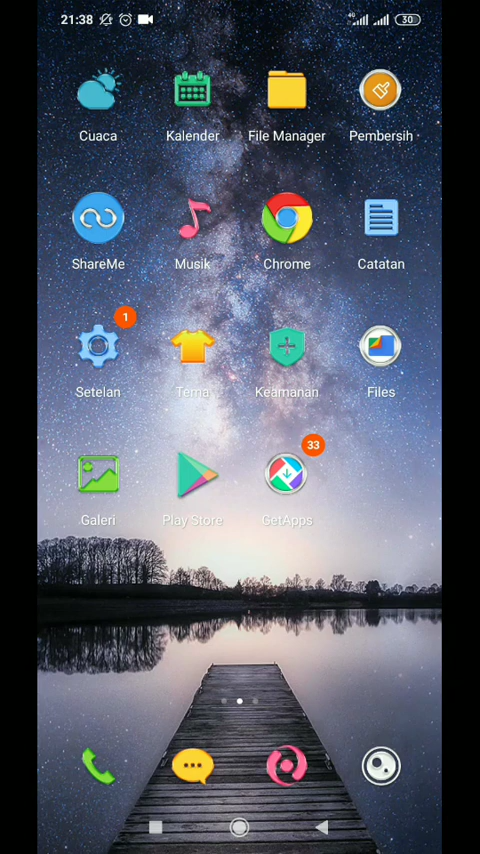 21:38
4G
30
Cuaca Kalender File Manager Pembersih
ShareMe Musik Chrome Catatan
1
Setelan Tema Keamanan Files
33
Galeri Play Store GetApps